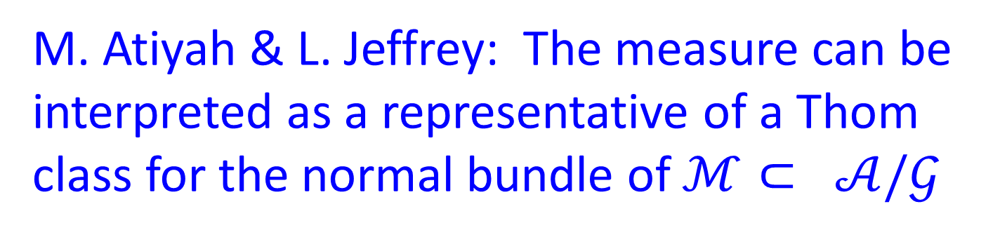 M. Atiyah & L. Jeffrey: The measure can be
interpreted as a representative of a Thom
class for the normal bundle of ℳ ⊂ 𝒜/𝒢